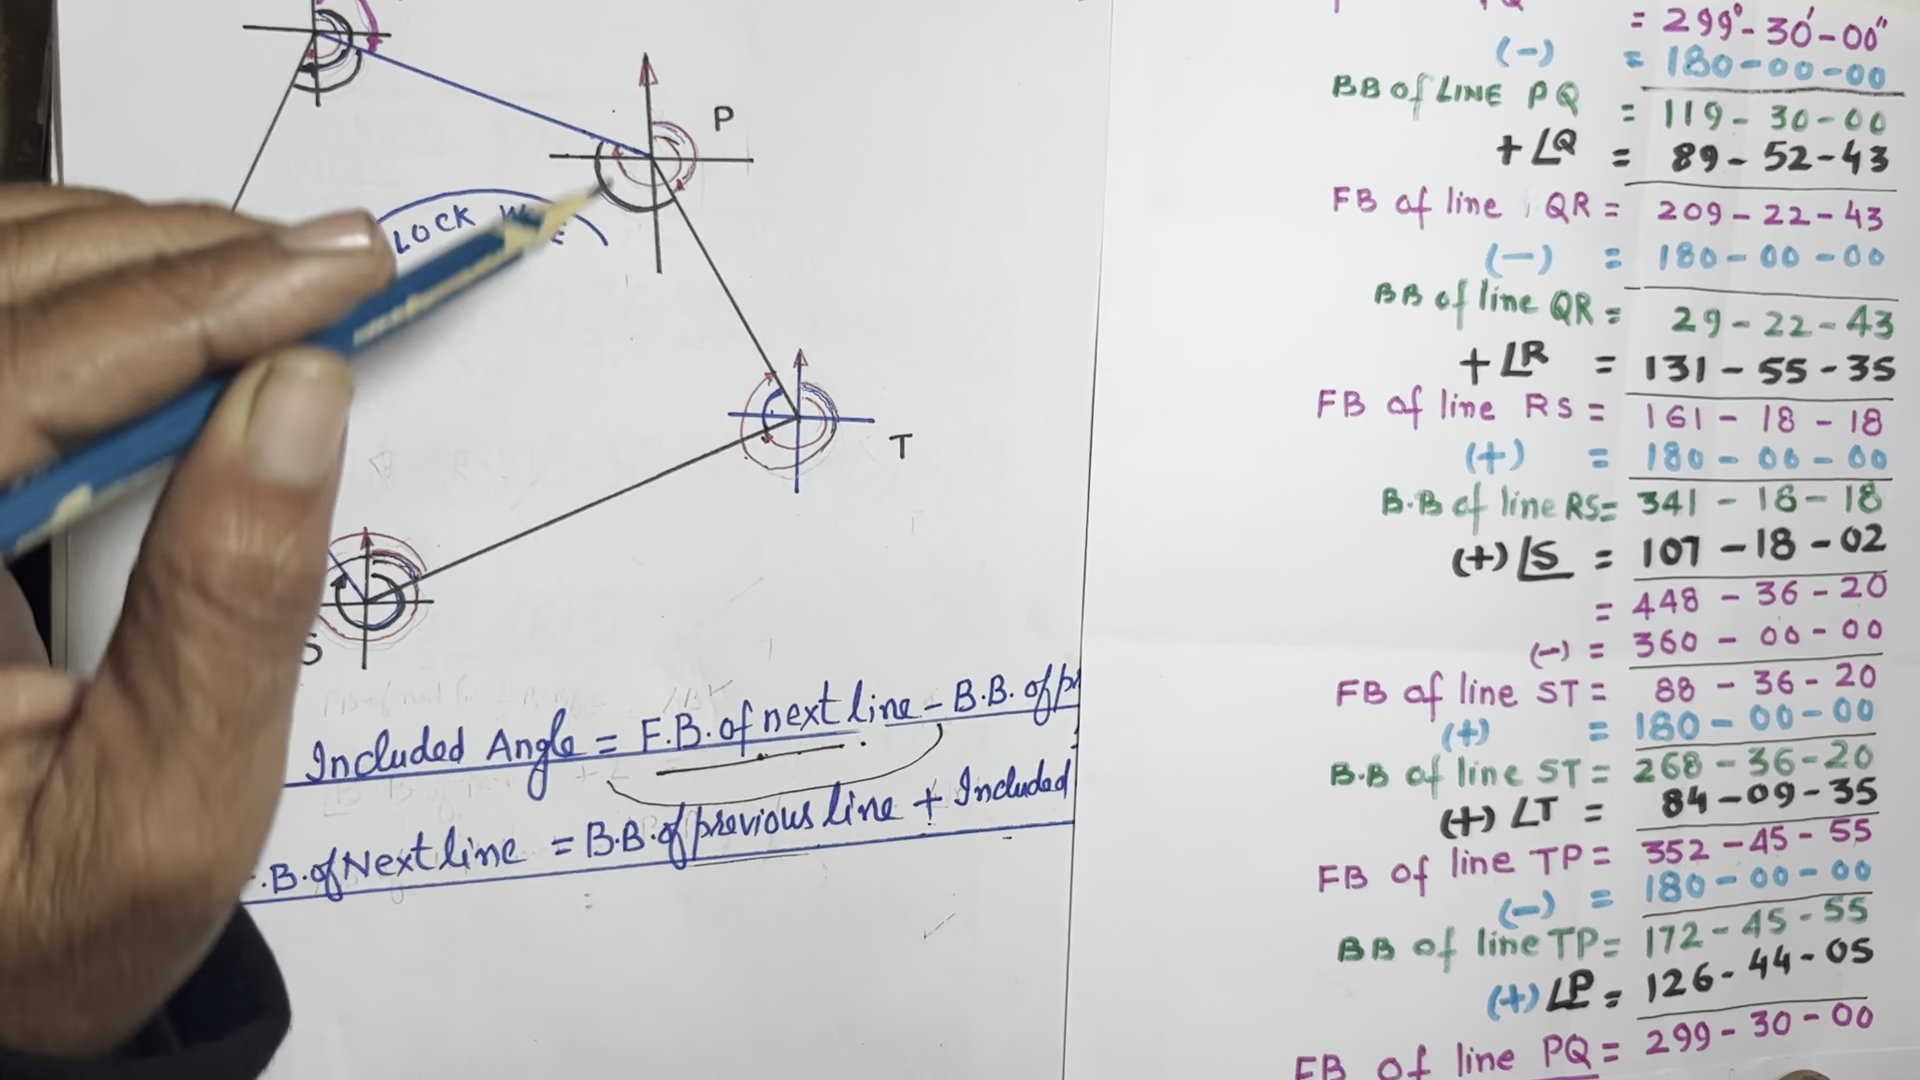 P
LOCK
T
S
Included Angle = F.B. of next line - B.B. of
.B. of Next line = B.B. of previous line + Included
= 299°- 30'- 00"
(-) = 180-00-00
BB of LINE PQ = 119- 30-00
+∠Q = 89-52-43
FB of line QR = 209-22-43
(-) = 180-00-00
BB of line QR = 29-22-43
+∠R = 131-55-35
FB of line RS = 161-18-18
(+) = 180-00-00
B.B of line RS= 341-18-18
(+) ∠S = 107-18-02
= 448-36-20
(-) = 360-00-00
FB of line ST = 88-36-20
(+) = 180-00-00
B.B of line ST = 268-36-20
(+) ∠T = 84-09-35
FB of line TP = 352-45-55
(-) = 180-00-00
BB of line TP= 172-45-55
(+) ∠P = 126-44-05
FB of line PQ = 299-30-00